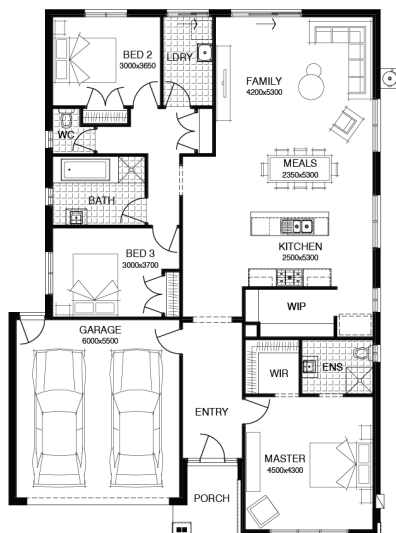 BED 2
3000x3650
LDRY
FAMILY
4200x5300
WC
MEALS
2350x5300
BATH
KITCHEN
2500x5300
BED 3
3000x3700
WIP
GARAGE
6000x5500
WIR
ENS
ENTRY
MASTER
4500x4300
PORCH